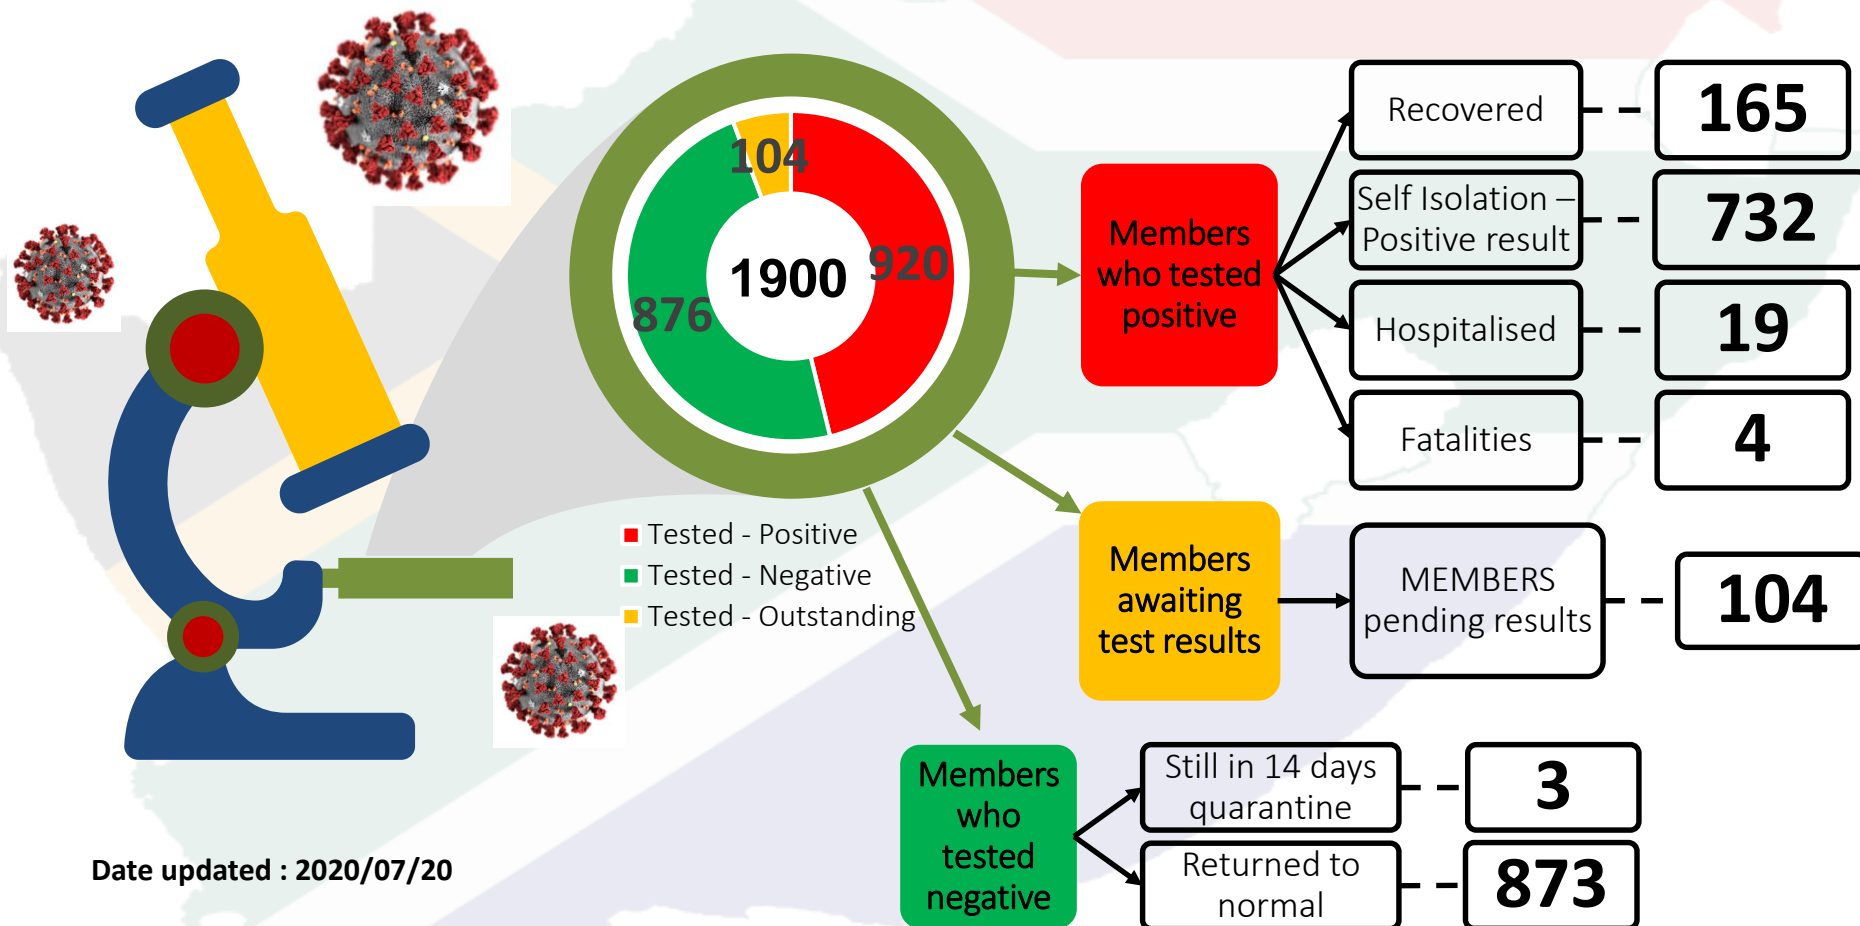 104
920
876
1900
Tested - Positive
Tested - Negative
Tested - Outstanding
Members
who tested
positive
Recovered
165
Self Isolation –
Positive result
732
Hospitalised
19
Fatalities
4
Members
awaiting
test results
MEMBERS
pending results
104
Members
who
tested
negative
Still in 14 days
quarantine
3
Returned to
normal
873
Date updated : 2020/07/20